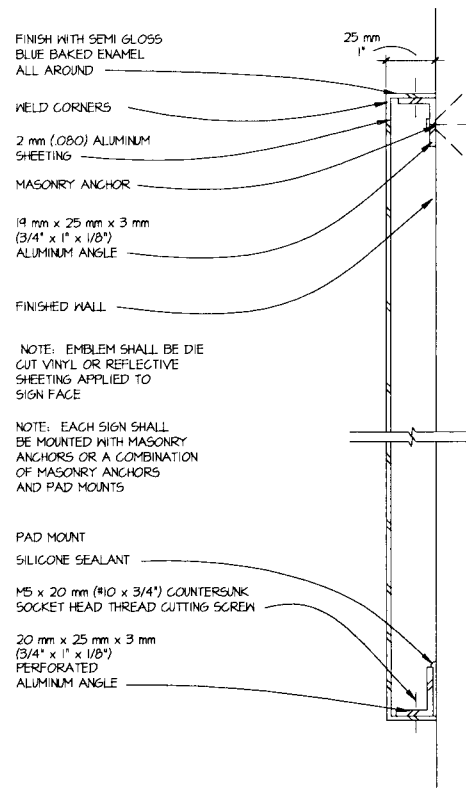 FINISH WITH SEMI GLOSS
BLUE BAKED ENAMEL
ALL AROUND
25 mm
1"
WELD CORNERS
2 mm (.080) ALUMINUM
SHEETING
MASONRY ANCHOR
19 mm x 25 mm x 3 mm
(3/4" x 1" x 1/8")
ALUMINUM ANGLE
FINISHED WALL
NOTE: EMBLEM SHALL BE DIE
CUT VINYL OR REFLECTIVE
SHEETING APPLIED TO
SIGN FACE
NOTE: EACH SIGN SHALL
BE MOUNTED WITH MASONRY
ANCHORS OR A COMBINATION
OF MASONRY ANCHORS
AND PAD MOUNTS
PAD MOUNT
SILICONE SEALANT
M5 x 20 mm (#10 x 3/4") COUNTERSUNK
SOCKET HEAD THREAD CUTTING SCREW
20 mm x 25 mm x 3 mm
(3/4" x 1" x 1/8")
PERFORATED
ALUMINUM ANGLE